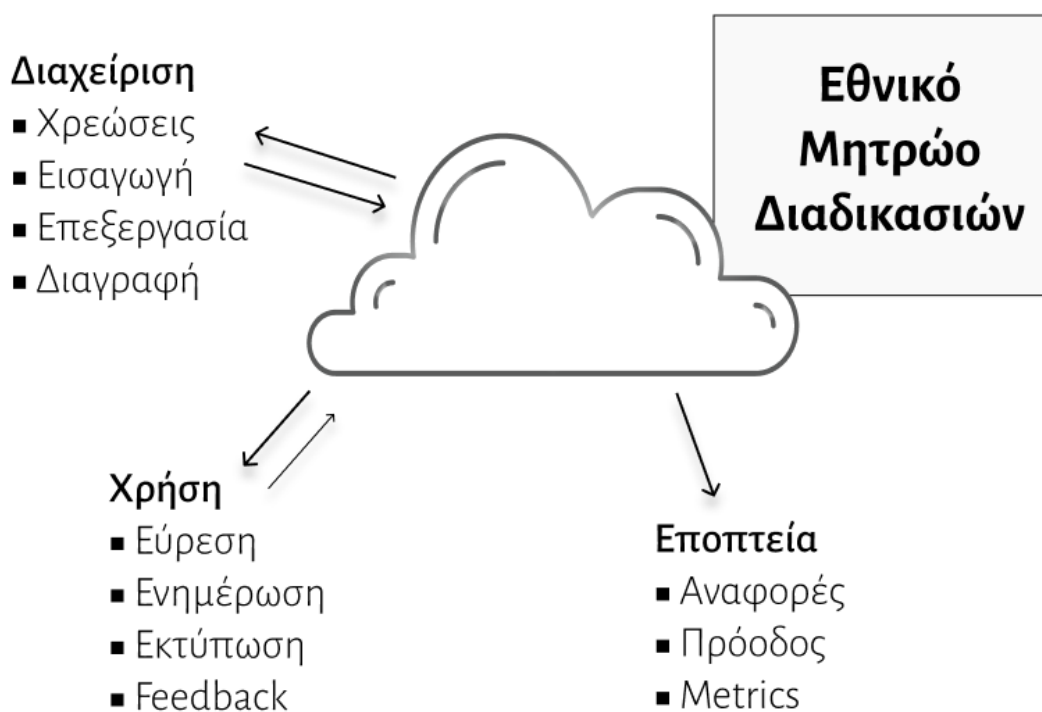 Διαχείριση
▪ Χρεώσεις
▪ Εισαγωγή
▪ Επεξεργασία
▪ Διαγραφή
Εθνικό
Μητρώο
Διαδικασιών
Χρήση
▪ Εύρεση
▪ Ενημέρωση
▪ Εκτύπωση
▪ Feedback
Εποπτεία
▪ Αναφορές
▪ Πρόοδος
▪ Metrics